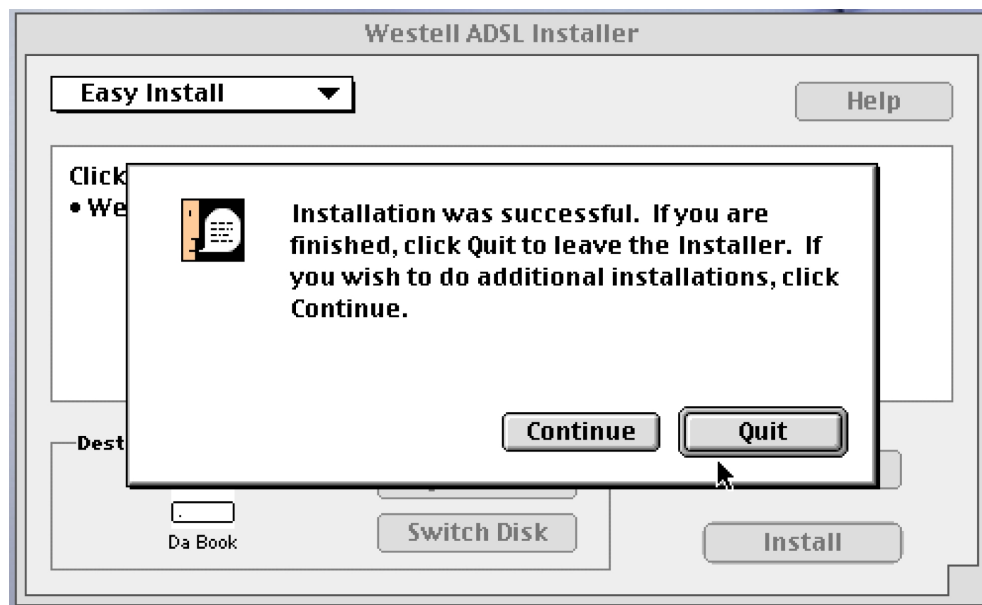 Westell ADSL Installer
Easy Install
Help
Click
• We
Installation was successful. If you are
finished, click Quit to leave the Installer. If
you wish to do additional installations, click
Continue.
Continue
Quit
Dest
Da Book
Switch Disk
Install